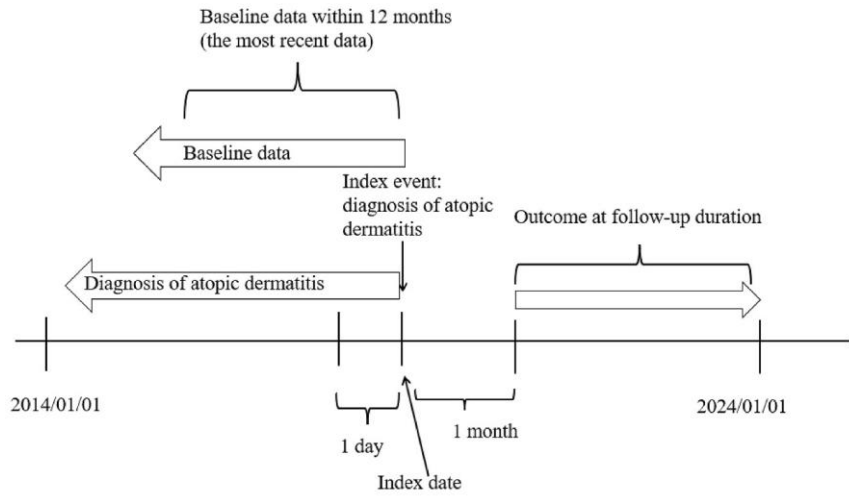 Baseline data within 12 months
(the most recent data)
Baseline data
Index event:
diagnosis of atopic
dermatitis
Outcome at follow-up duration
Diagnosis of atopic dermatitis
2014/01/01
2024/01/01
1 day
1 month
Index date